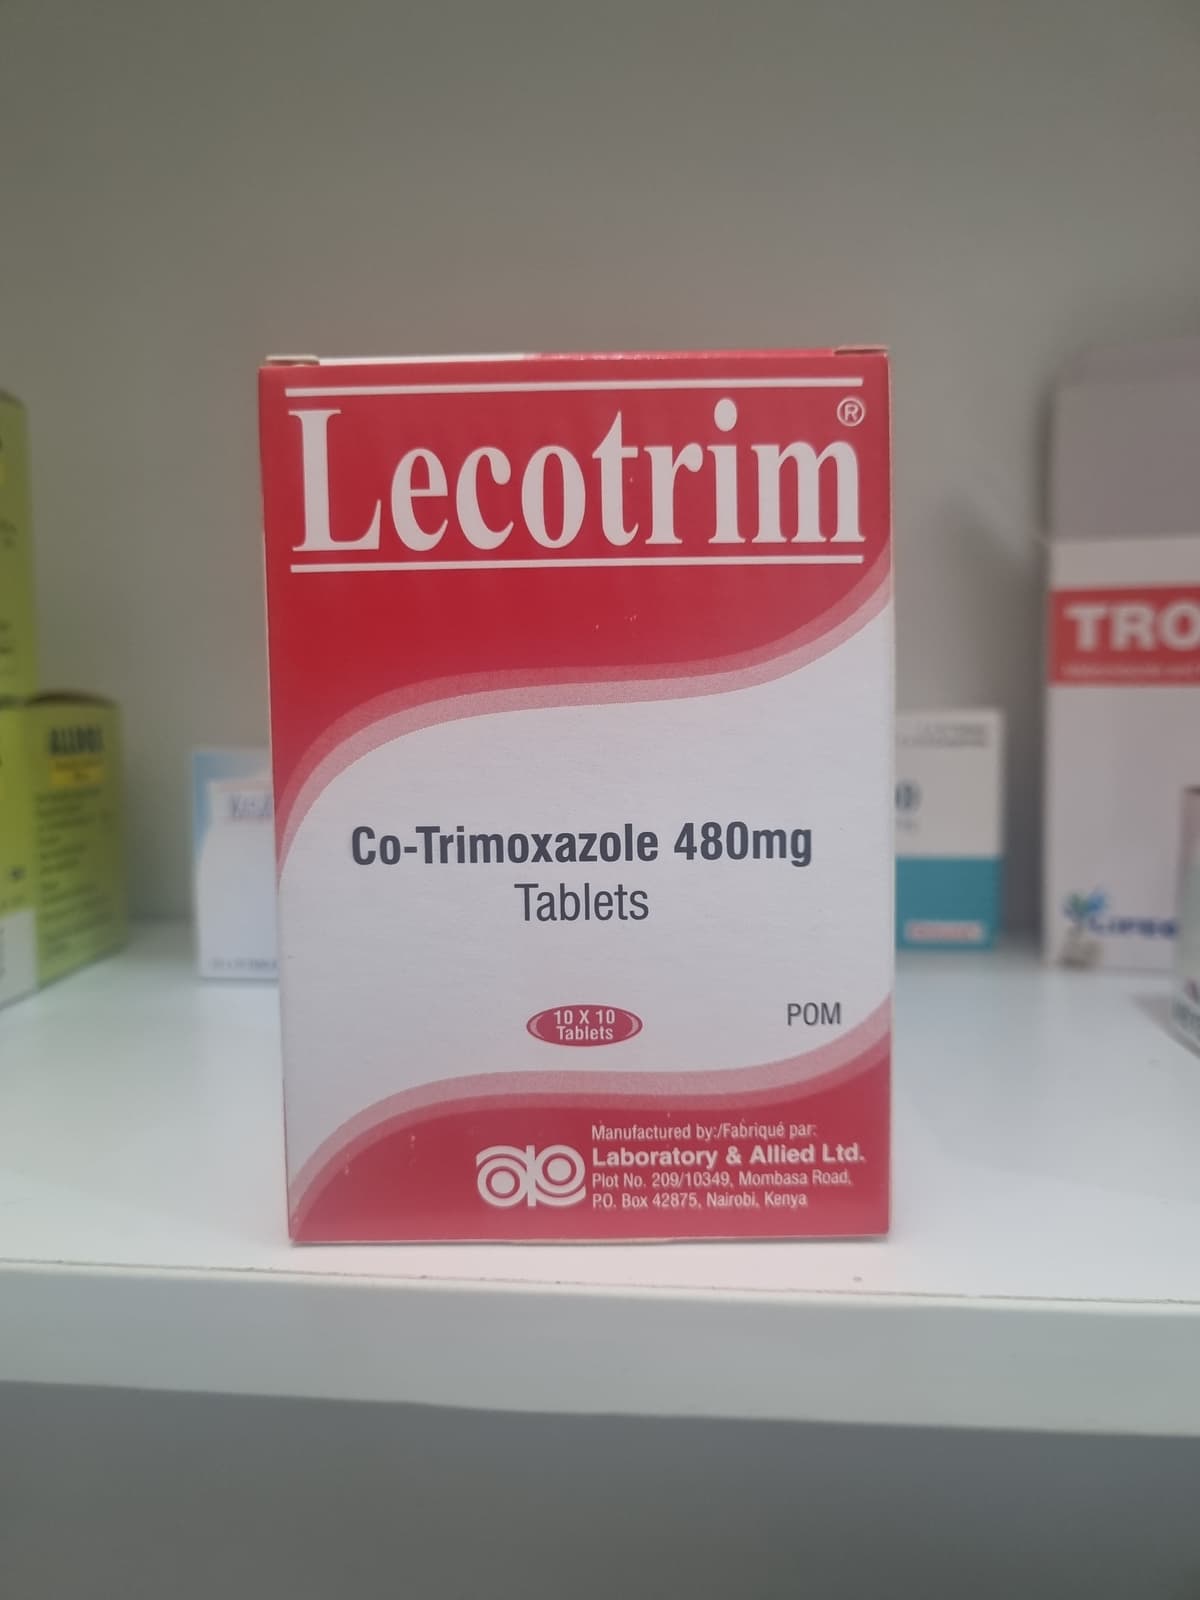 Lecotrim®
Co-Trimoxazole 480mg
Tablets
10 X 10
Tablets
POM
Manufactured by:/Fabriqué par:
Laboratory & Allied Ltd.
Plot No. 209/10349, Mombasa Road,
P.O. Box 42875, Nairobi, Kenya
TRO